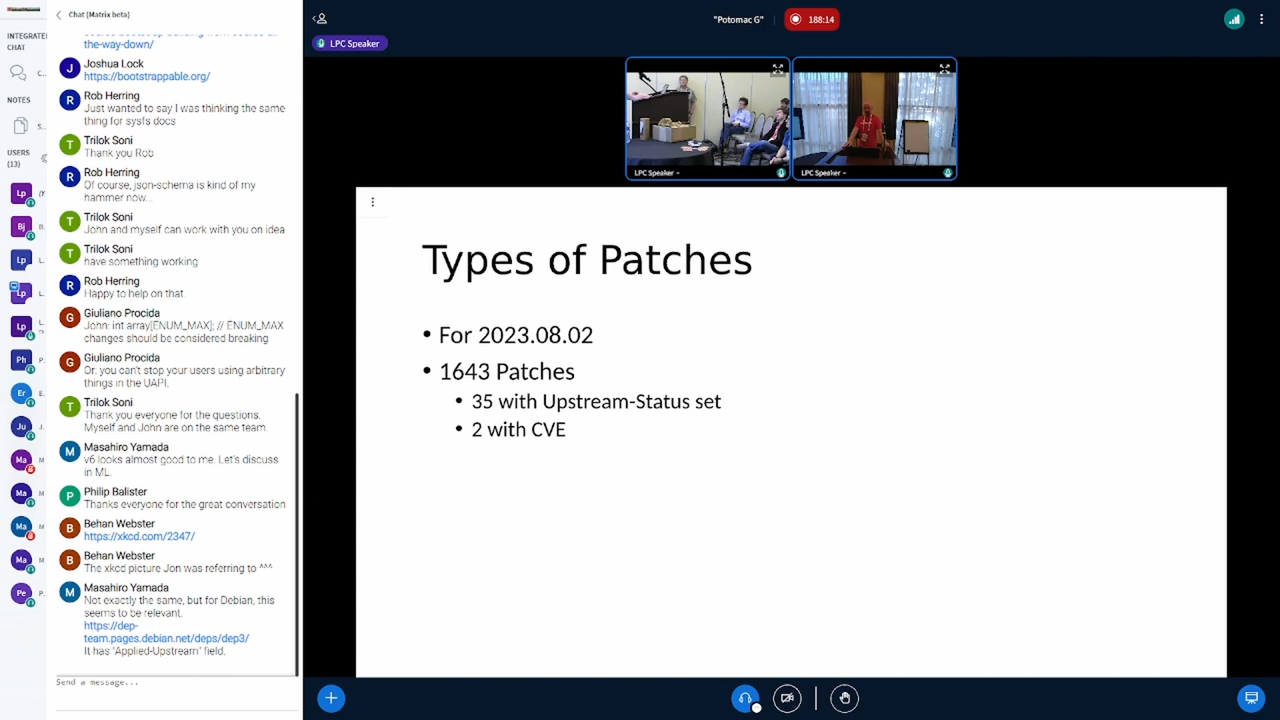 Chat (Matrix beta)
INTEGRATE
CHAT
C...
NOTES
S...
USERS
(13)
the-way-down/
Joshua Lock
https://bootstrappable.org/
Rob Herring
Just wanted to say I was thinking the same
thing for sysfs docs
Trilok Soni
Thank you Rob
Rob Herring
Of course, json-schema is kind of my
hammer now...
Trilok Soni
John and myself can work with you on idea
Trilok Soni
have something working
Rob Herring
Happy to help on that.
Giuliano Procida
John: int array[ENUM_MAX]; // ENUM_MAX
changes should be considered breaking
Giuliano Procida
Or: you can't stop your users using arbitrary
things in the UAPI.
Trilok Soni
Thank you everyone for the questions.
Myself and John are on the same team.
Masahiro Yamada
v6 looks almost good to me. Let's discuss
in ML.
Philip Balister
Thanks everyone for the great conversation
Behan Webster
https://xkcd.com/2347/
Behan Webster
The xkcd picture Jon was referring to ^^^
Masahiro Yamada
Not exactly the same, but for Debian, this
seems to be relevant.
https://dep-
team.pages.debian.net/deps/dep3/
It has 'Applied-Upstream' field.
Send a message...
"Potomac G"
188:14
LPC Speaker
LPC Speaker
LPC Speaker
Types of Patches
• For 2023.08.02
• 1643 Patches
• 35 with Upstream-Status set
• 2 with CVE